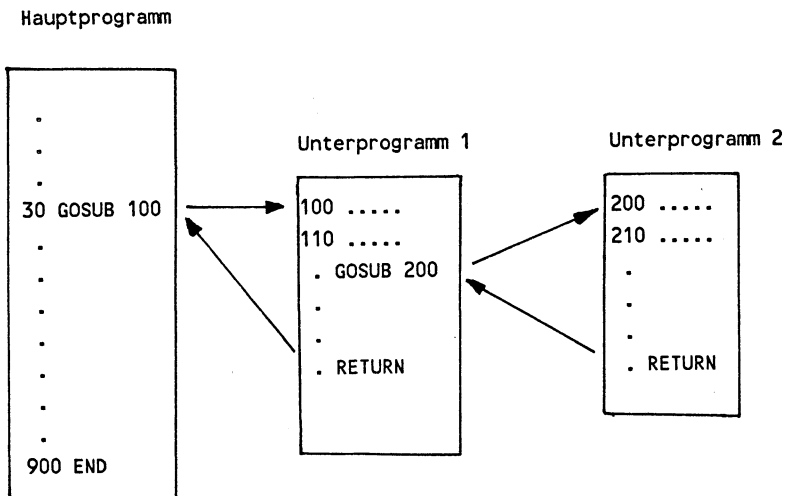 Hauptprogramm
.
.
.
30 GOSUB 100
.
.
.
.
.
.
.
900 END
Unterprogramm 1
100 .....
110 .....
. GOSUB 200
.
.
. RETURN
Unterprogramm 2
200 .....
210 .....
.
.
.
. RETURN